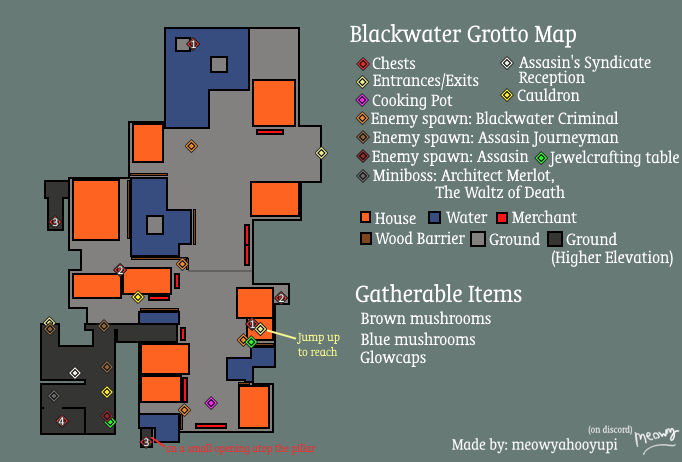 Blackwater Grotto Map
Chests
Assasin's Syndicate
Reception
Entrances/Exits
Cauldron
Cooking Pot
Enemy spawn: Blackwater Criminal
Enemy spawn: Assasin Journeyman
Enemy spawn: Assasin
Jewelcrafting table
Miniboss: Architect Merlot,
The Waltz of Death
House
Water
Merchant
Wood Barrier
Ground
Ground
(Higher Elevation)
Gatherable Items
Brown mushrooms
Blue mushrooms
Glowcaps
1
3
2
2
1
Jump up
to reach
4
3
on a small opening atop the pillar
(on discord)
Made by: meowyahooyupi
meowy